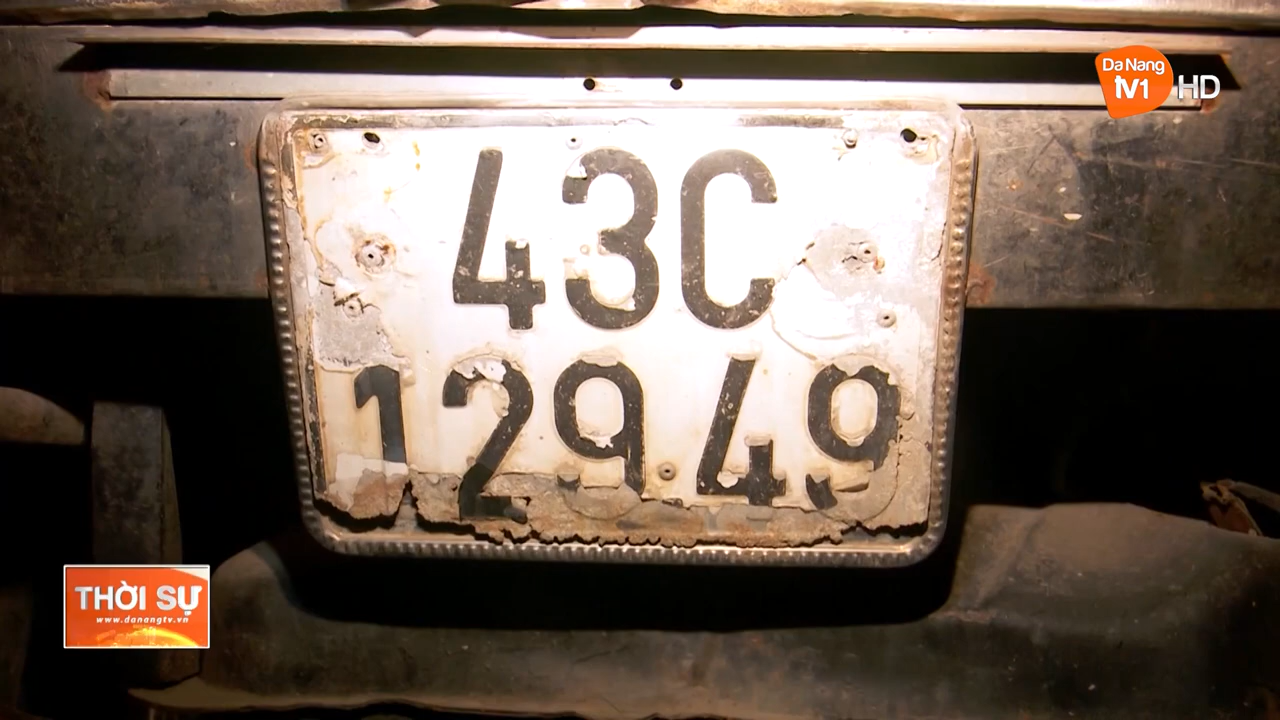 Da Nang
tv1 HD
43C
12949
THỜI SỰ
www.danangtv.vn